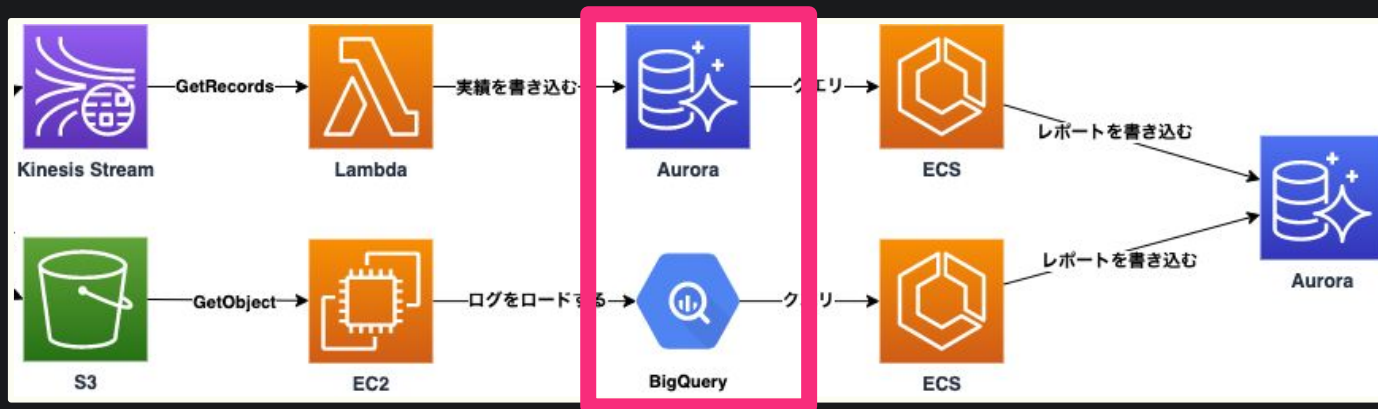 GetRecords
実績を書き込む
クエリ
レポートを書き込む
Kinesis Stream
Lambda
Aurora
ECS
GetObject
ログをロードする
クエリ
レポートを書き込む
Aurora
S3
EC2
BigQuery
ECS